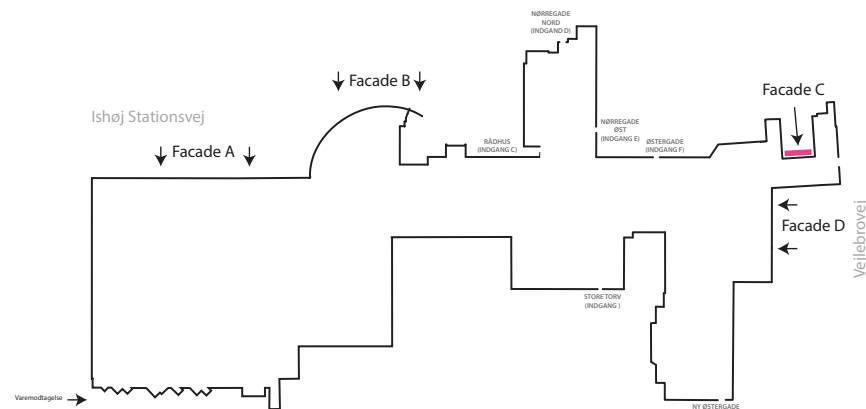 NØRREGADE
NORD
(INDGAND D)
Facade B
Facade C
Ishøj Stationsvej
Facade A
RÅDHUS
(INDGANG C)
NØRREGADE
ØST
(INDGANG E)
ØSTERGADE
(INDGANG F)
Facade D
Vejlebrovej
STORE TORV
(INDGANG )
Varemodtagelse
NY ØSTERGADE